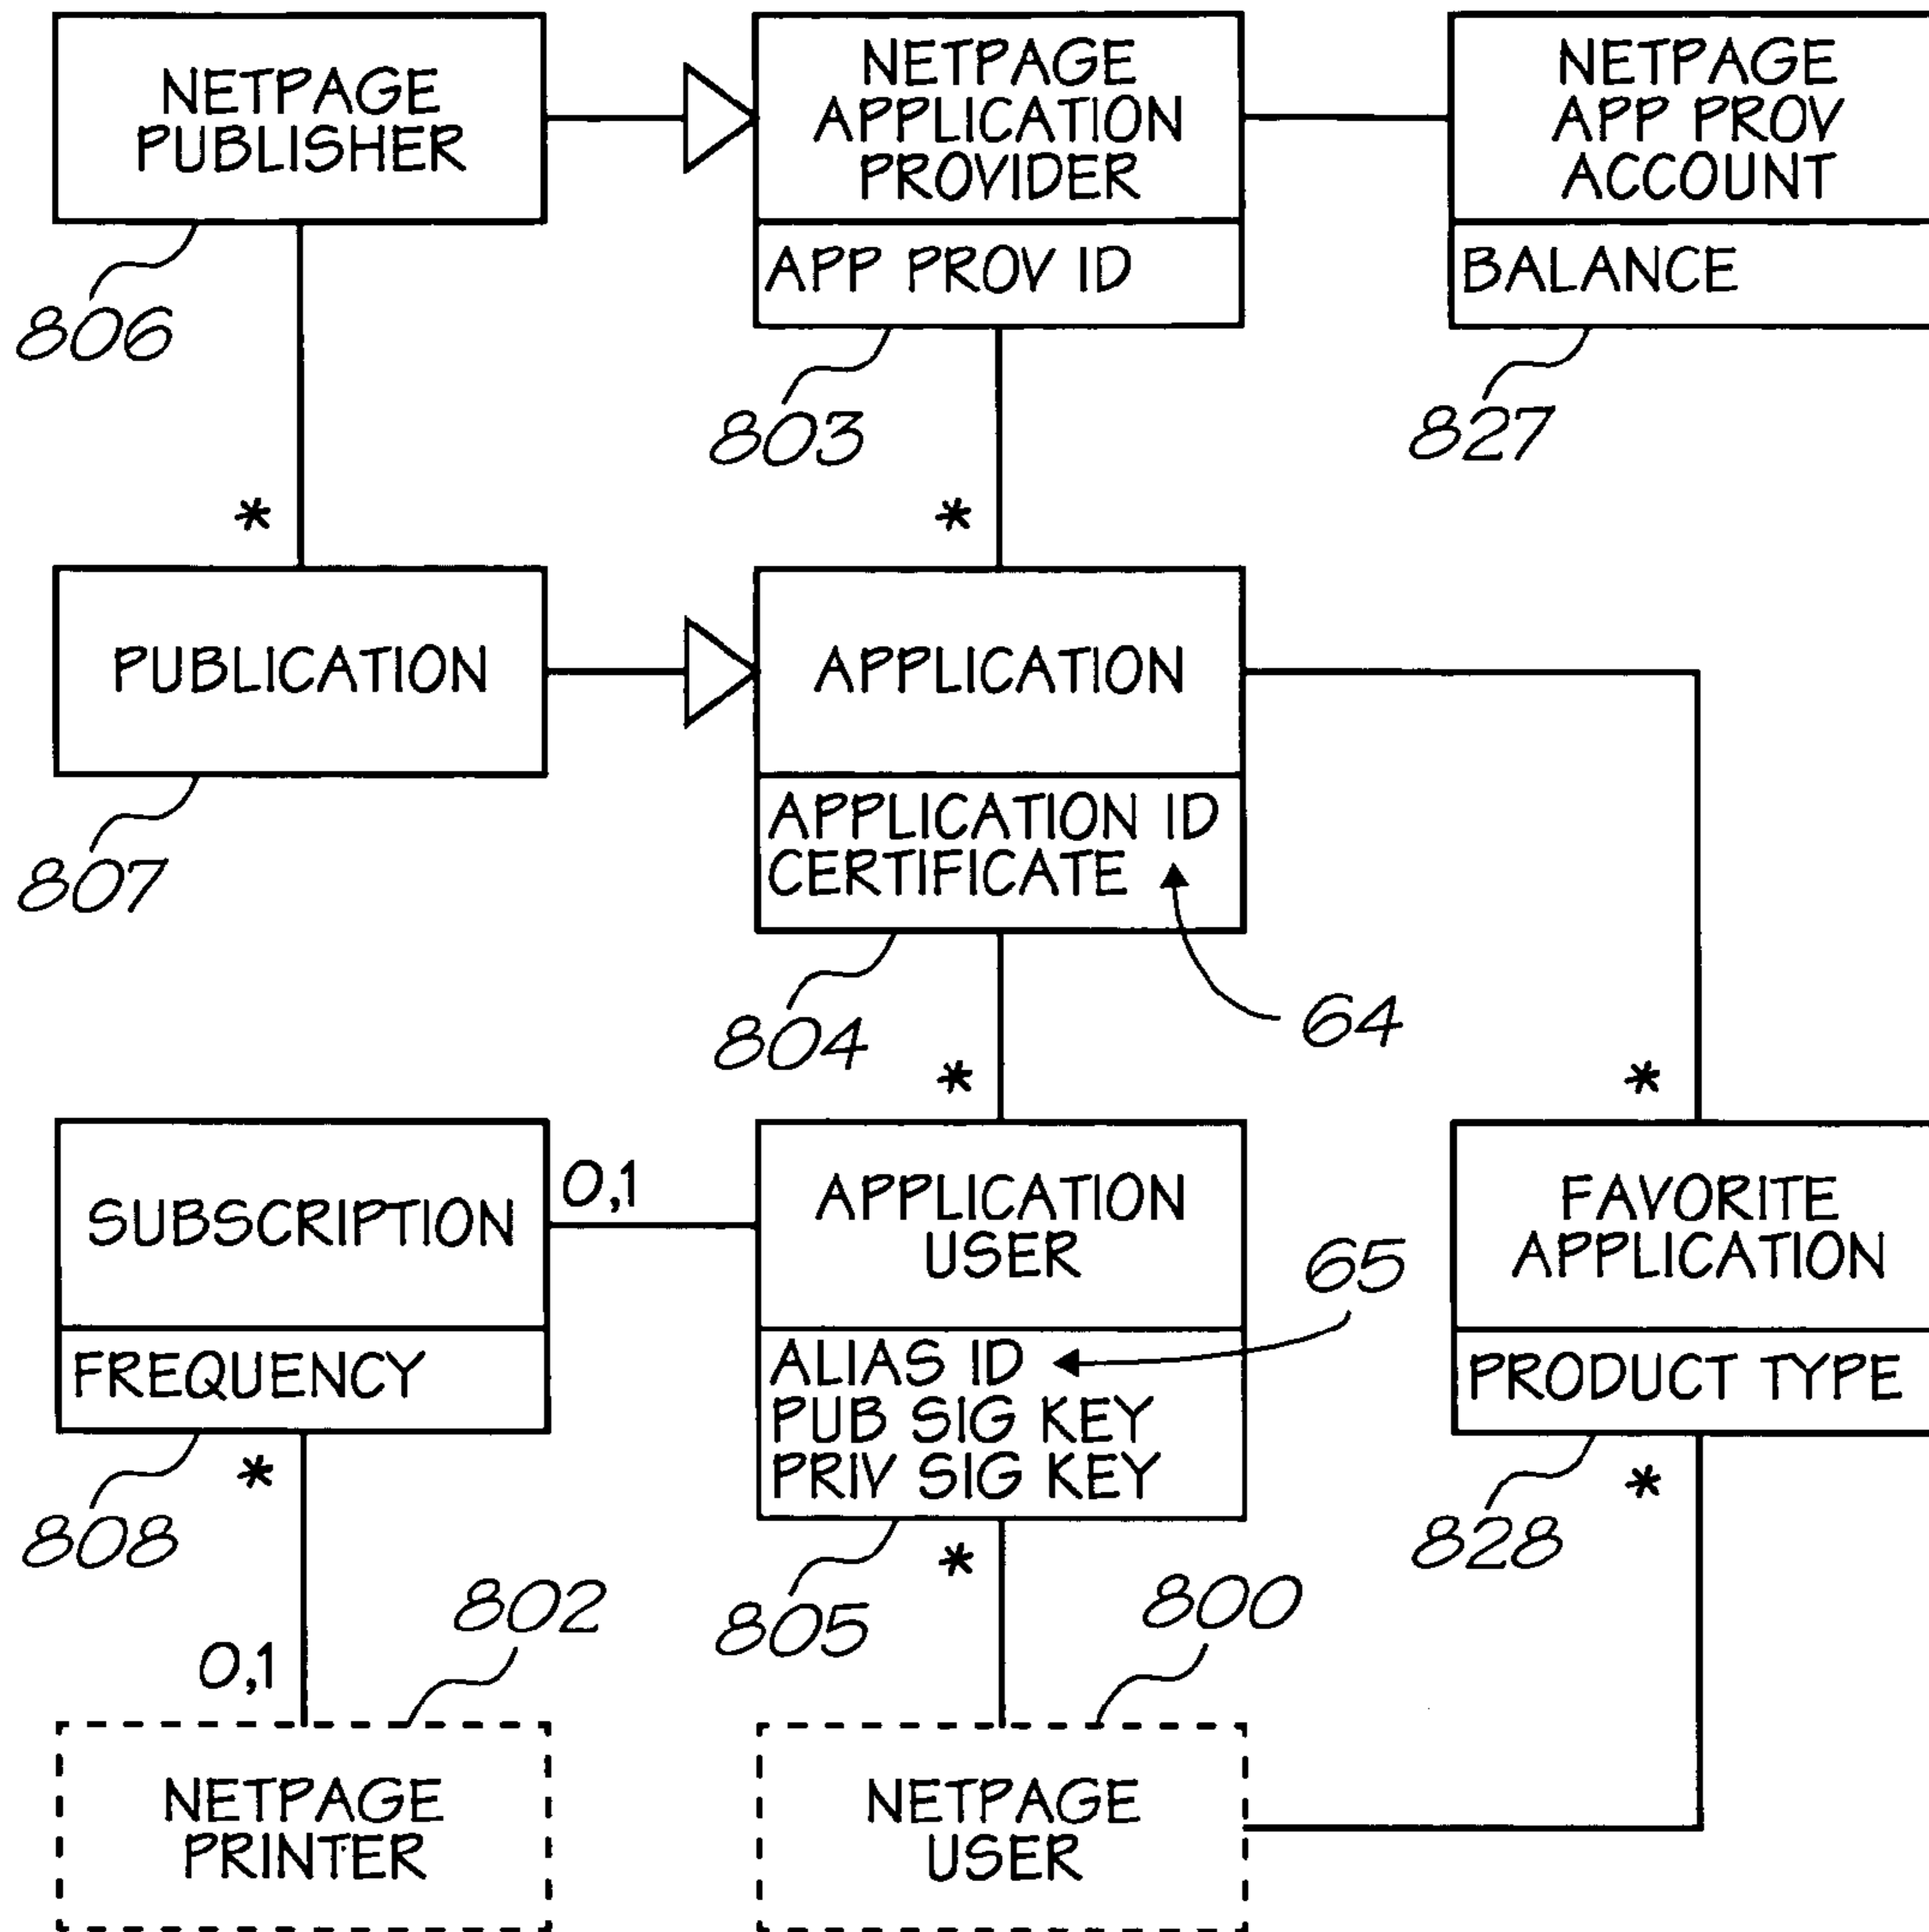 NETPAGE
PUBLISHER
806
NETPAGE
APPLICATION
PROVIDER
APP PROV ID
803
NETPAGE
APP PROV
ACCOUNT
BALANCE
827
*
*
PUBLICATION
807
APPLICATION
APPLICATION ID
CERTIFICATE
804
64
*
*
SUBSCRIPTION
FREQUENCY
808
0,1
APPLICATION
USER
ALIAS ID
PUB SIG KEY
PRIV SIG KEY
805
65
FAVORITE
APPLICATION
PRODUCT TYPE
828
*
*
*
0,1
802
800
NETPAGE
PRINTER
NETPAGE
USER